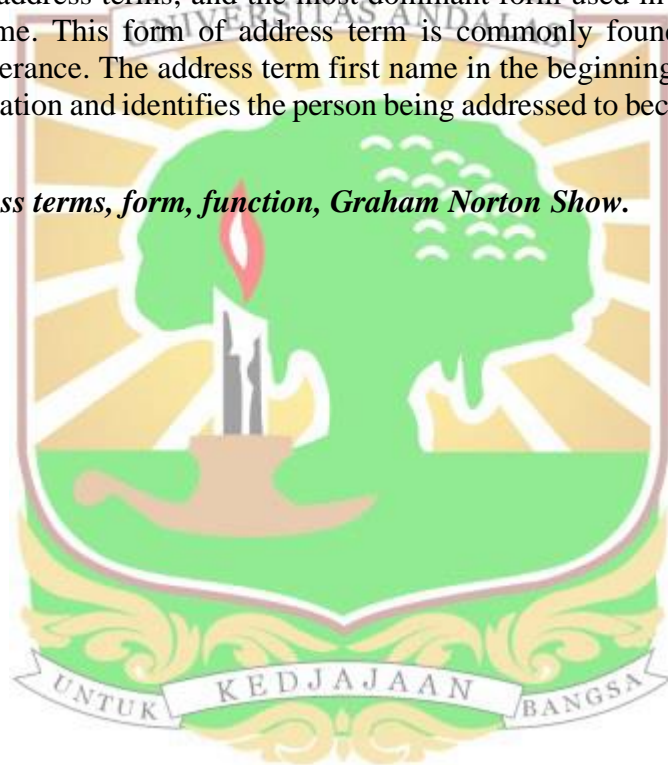 address terms, and the most dominant form used in
UNIVERSITAS ANDALAS
me. This form of address term is commonly found
erance. The address term first name in the beginning
ation and identifies the person being addressed to bec
ss terms, form, function, Graham Norton Show.
UNTUK KEDJAJAAN BANGSA